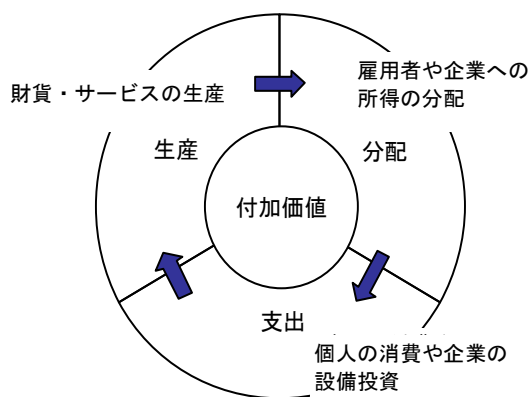 財貨・サービスの生産
雇用者や企業への
所得の分配
生産
分配
付加価値
支出
個人の消費や企業の
設備投資